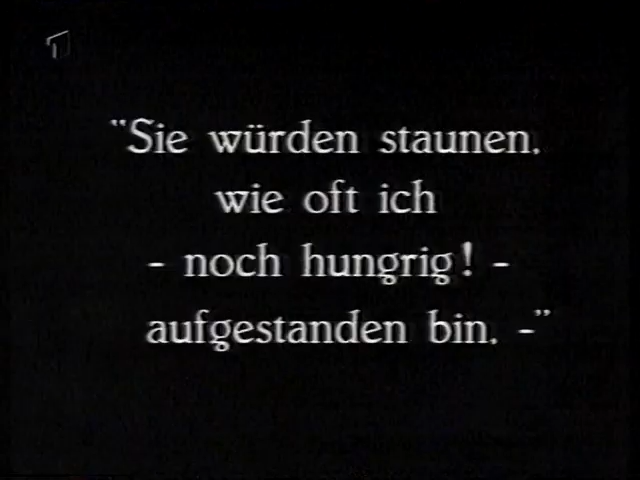 "Sie würden staunen,
wie oft ich
- noch hungrig! -
aufgestanden bin. -"